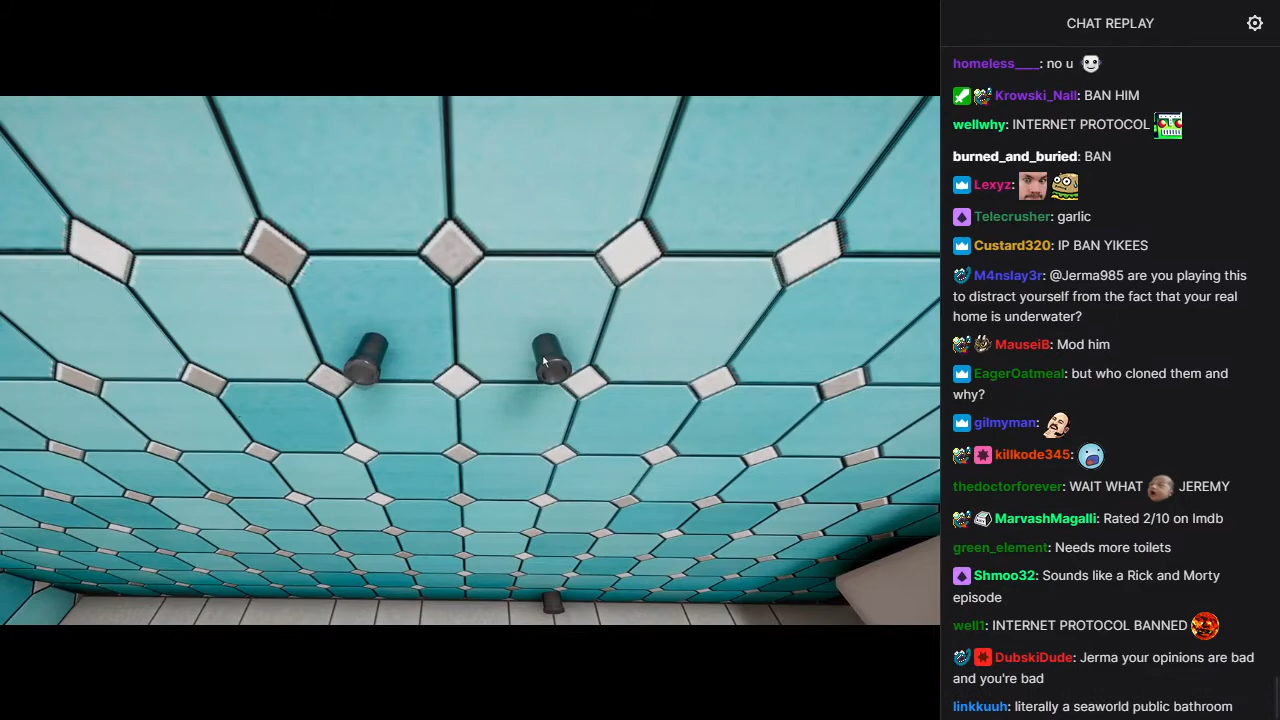 CHAT REPLAY
homeless____: no u
Krowski_Nall: BAN HIM
wellwhy: INTERNET PROTOCOL
burned_and_buried: BAN
Lexyz:
Telecrusher: garlic
Custard320: IP BAN YIKEES
M4nslay3r: @Jerma985 are you playing this
to distract yourself from the fact that your real
home is underwater?
MauseiB: Mod him
EagerOatmeal: but who cloned them and
why?
gilmyman:
killkode345:
thedoctorforever: WAIT WHAT JEREMY
MarvashMagalli: Rated 2/10 on Imdb
green_element: Needs more toilets
Shmoo32: Sounds like a Rick and Morty
episode
well1: INTERNET PROTOCOL BANNED
DubskiDude: Jerma your opinions are bad
and you're bad
linkkuuh: literally a seaworld public bathroom